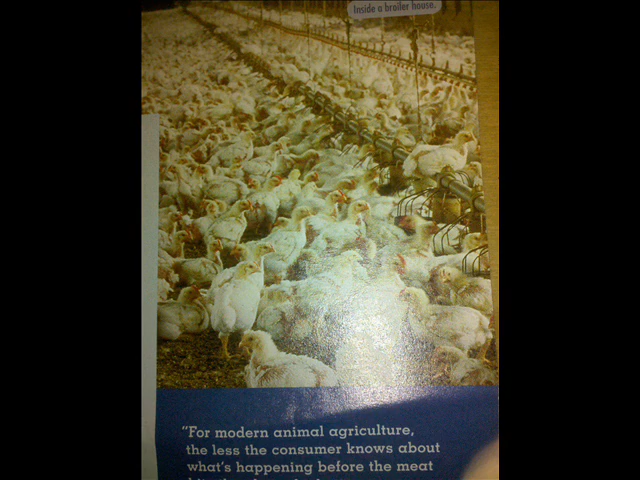 Inside a broiler house.
"For modern animal agriculture,
the less the consumer knows about
what's happening before the meat